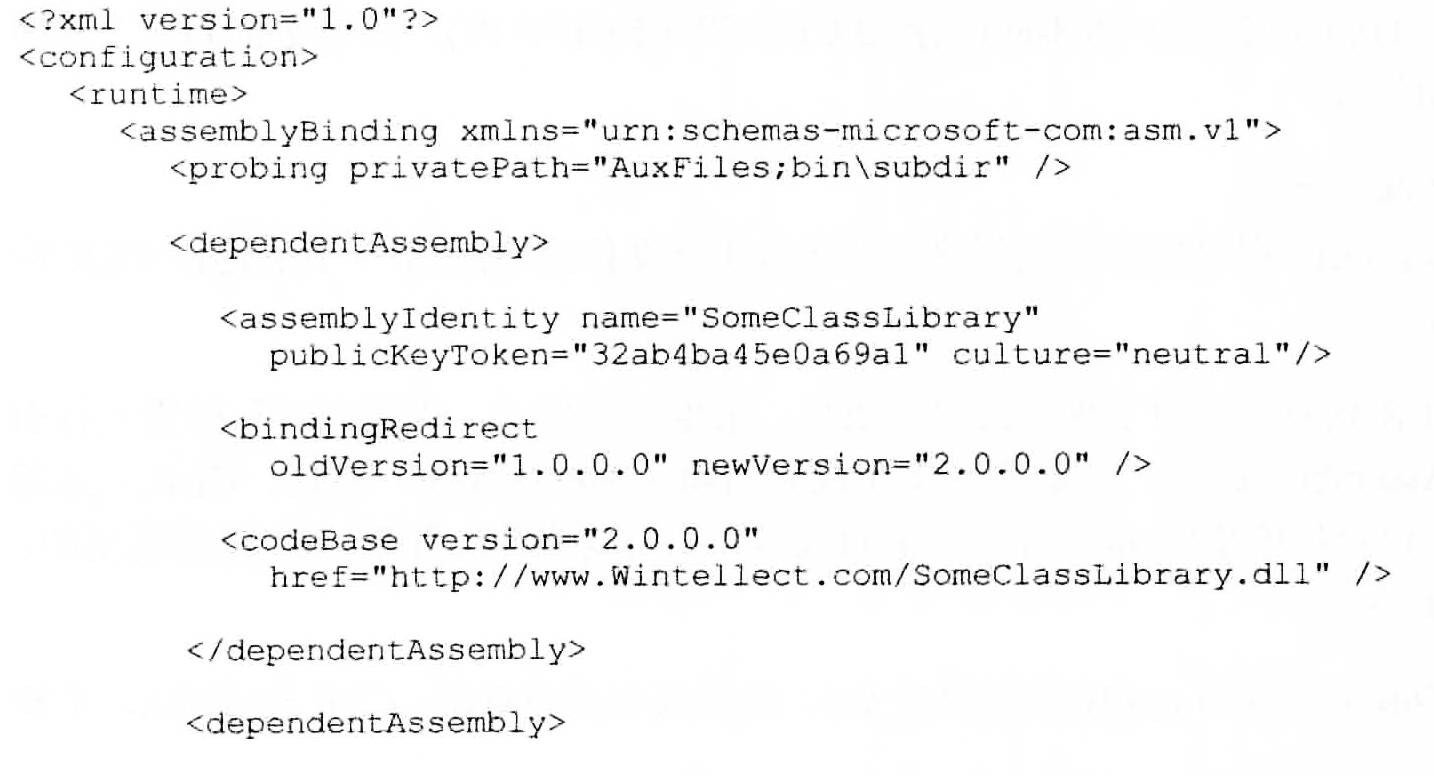 <?xml version="1.0"?>
<configuration>
<runtime>
<assemblyBinding xmlns="urn:schemas-microsoft-com:asm.v1">
<probing privatePath="AuxFiles;bin\subdir" />
<dependentAssembly>
<assemblyIdentity name="SomeClassLibrary"
publicKeyToken="32ab4ba45e0a69a1" culture="neutral"/>
<bindingRedirect
oldVersion="1.0.0.0" newVersion="2.0.0.0" />
<codeBase version="2.0.0.0"
href="http://www.Wintellect.com/SomeClassLibrary.dll" />
</dependentAssembly>
<dependentAssembly>